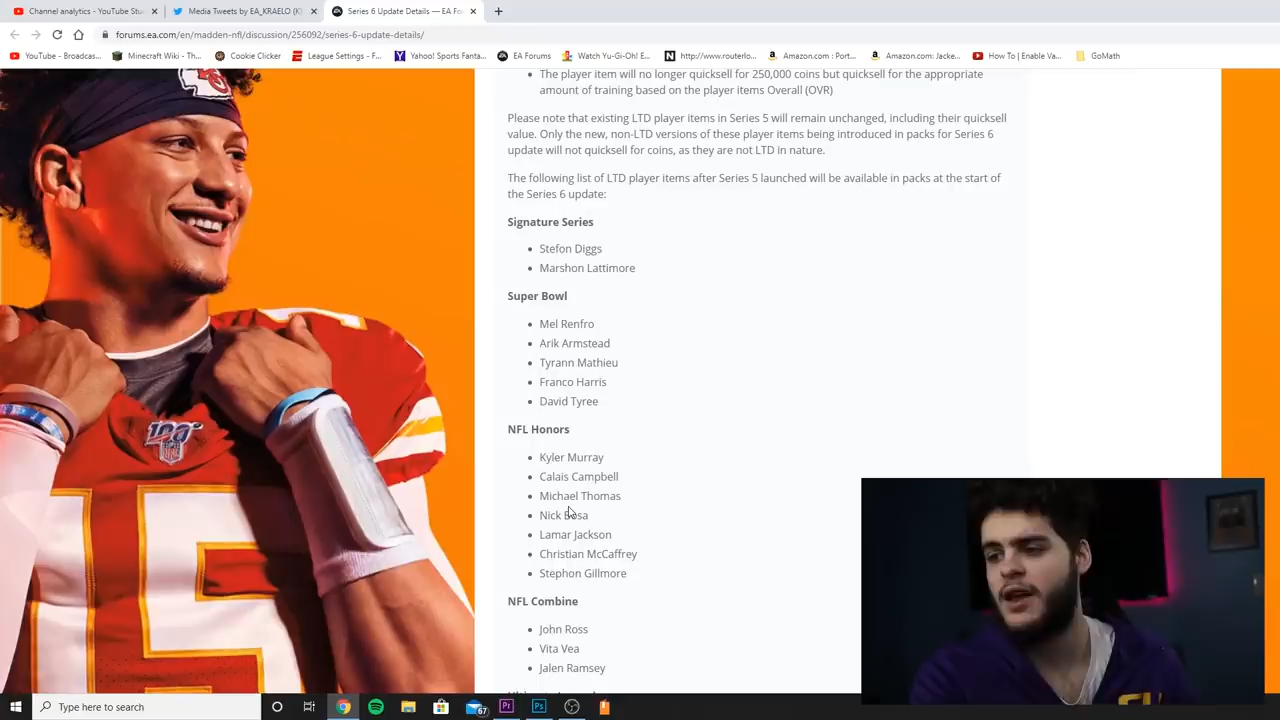 Channel analytics - YouTube Stu
Media Tweets by EA_KRAELO (K
Series 6 Update Details — EA Fo
forums.ea.com/en/madden-nfl/discussion/256092/series-6-update-details/
YouTube - Broadcas...
Minecraft Wiki - Th...
Cookie Clicker
League Settings - F...
Yahoo! Sports Fanta...
EA Forums
Watch Yu-Gi-Oh! E...
http://www.routerlo...
Amazon.com : Port...
Amazon.com: Jacke...
How To | Enable Va...
GoMath
The player item will no longer quicksell for 250,000 coins but quicksell for the appropriate
amount of training based on the player items Overall (OVR)
Please note that existing LTD player items in Series 5 will remain unchanged, including their quicksell
value. Only the new, non-LTD versions of these player items being introduced in packs for Series 6
update will not quicksell for coins, as they are not LTD in nature.
The following list of LTD player items after Series 5 launched will be available in packs at the start of
the Series 6 update:
Signature Series
Stefon Diggs
Marshon Lattimore
Super Bowl
Mel Renfro
Arik Armstead
Tyrann Mathieu
Franco Harris
David Tyree
NFL Honors
Kyler Murray
Calais Campbell
Michael Thomas
Nick Bosa
Lamar Jackson
Christian McCaffrey
Stephon Gillmore
NFL Combine
John Ross
Vita Vea
Jalen Ramsey
100
15
Type here to search
67